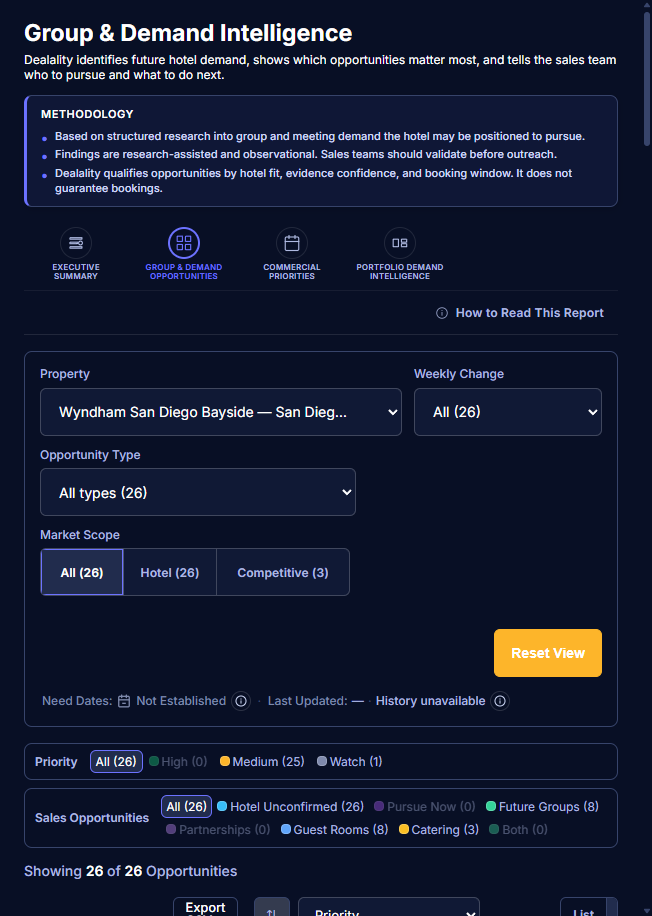 Group & Demand Intelligence
Dealality identifies future hotel demand, shows which opportunities matter most, and tells the sales team
who to pursue and what to do next.
METHODOLOGY
Based on structured research into group and meeting demand the hotel may be positioned to pursue.
Findings are research-assisted and observational. Sales teams should validate before outreach.
Dealality qualifies opportunities by hotel fit, evidence confidence, and booking window. It does not
guarantee bookings.
EXECUTIVE
SUMMARY
GROUP & DEMAND
OPPORTUNITIES
COMMERCIAL
PRIORITIES
PORTFOLIO DEMAND
INTELLIGENCE
How to Read This Report
Property
Weekly Change
Wyndham San Diego Bayside — San Dieg...
All (26)
Opportunity Type
All types (26)
Market Scope
All (26) Hotel (26) Competitive (3)
Reset View
Need Dates: Not Established · Last Updated: — · History unavailable
Priority All (26) High (0) Medium (25) Watch (1)
Sales Opportunities All (26) Hotel Unconfirmed (26) Pursue Now (0) Future Groups (8)
Partnerships (0) Guest Rooms (8) Catering (3) Both (0)
Showing 26 of 26 Opportunities
Export
Priority
List